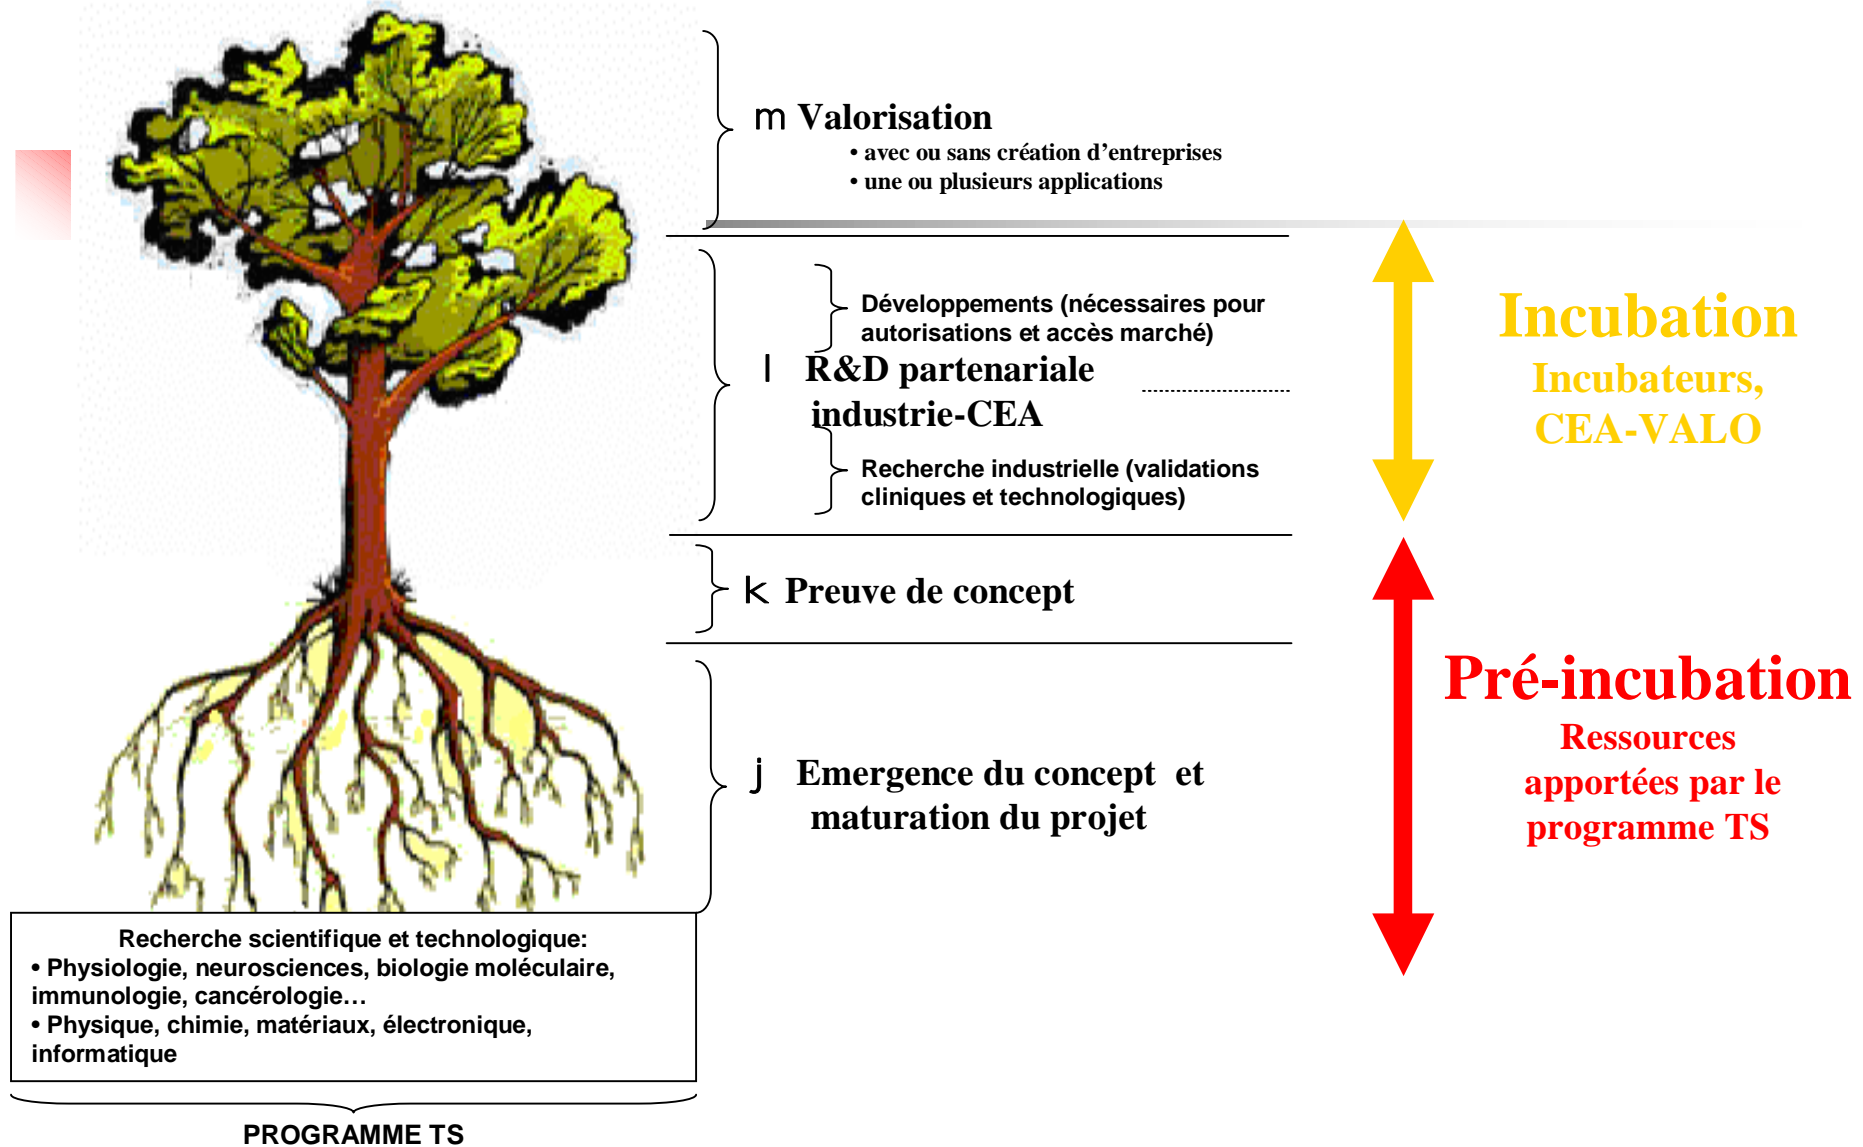 m Valorisation
• avec ou sans création d’entreprises
• une ou plusieurs applications
Développements (nécessaires pour
autorisations et accès marché)
l R&D partenariale
industrie-CEA
Recherche industrielle (validations
cliniques et technologiques)
k Preuve de concept
j Emergence du concept et
maturation du projet
Incubation
Incubateurs,
CEA-VALO
Pré-incubation
Ressources
apportées par le
programme TS
Recherche scientifique et technologique:
• Physiologie, neurosciences, biologie moléculaire,
immunologie, cancérologie…
• Physique, chimie, matériaux, électronique,
informatique
PROGRAMME TS